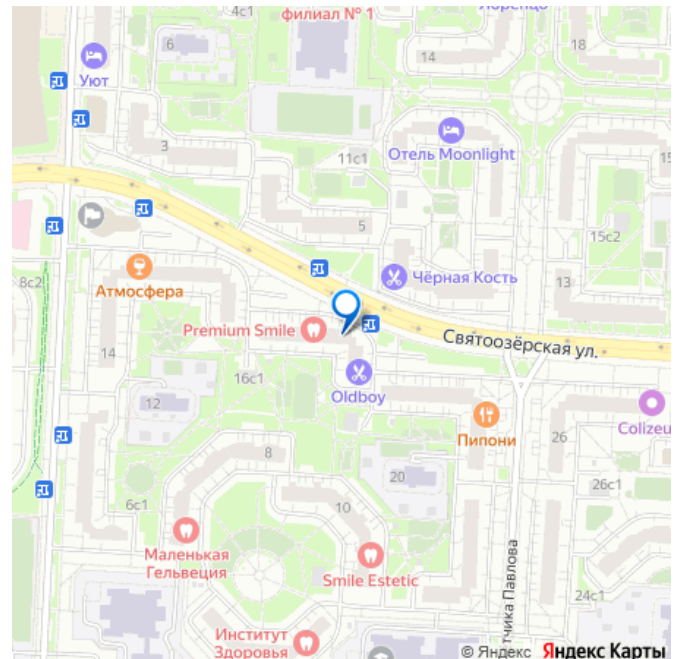 4с1
филиал № 1
6
14
18
Уют
3
11с1
Отель Moonlight
5
15с2
8с2
Атмосфера
Чёрная Кость
13
Premium Smile
Святоозёрская ул.
14
16с1
Oldboy
12
Пипони
26
Colizeu
8
20
26с1
6с1
10
Маленькая
Гельвеция
Smile Estetic
тчика Павлова
24с1
Институт
Здоровья
© Яндекс Яндекс Карты